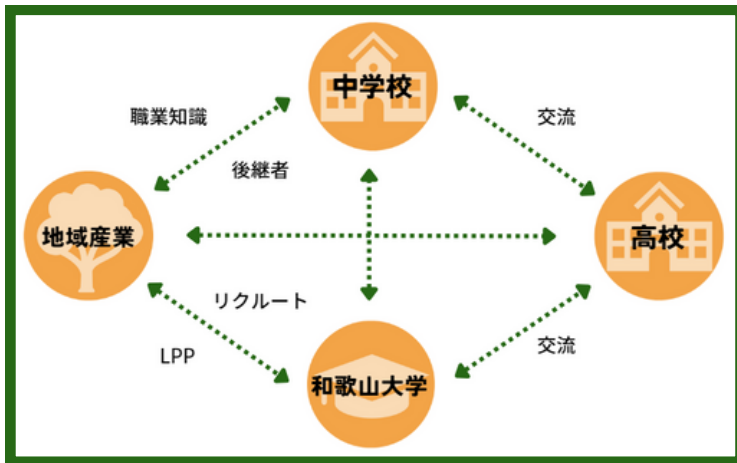 中学校
職業知識
交流
後継者
地域産業
高校
リクルート
LPP
交流
和歌山大学